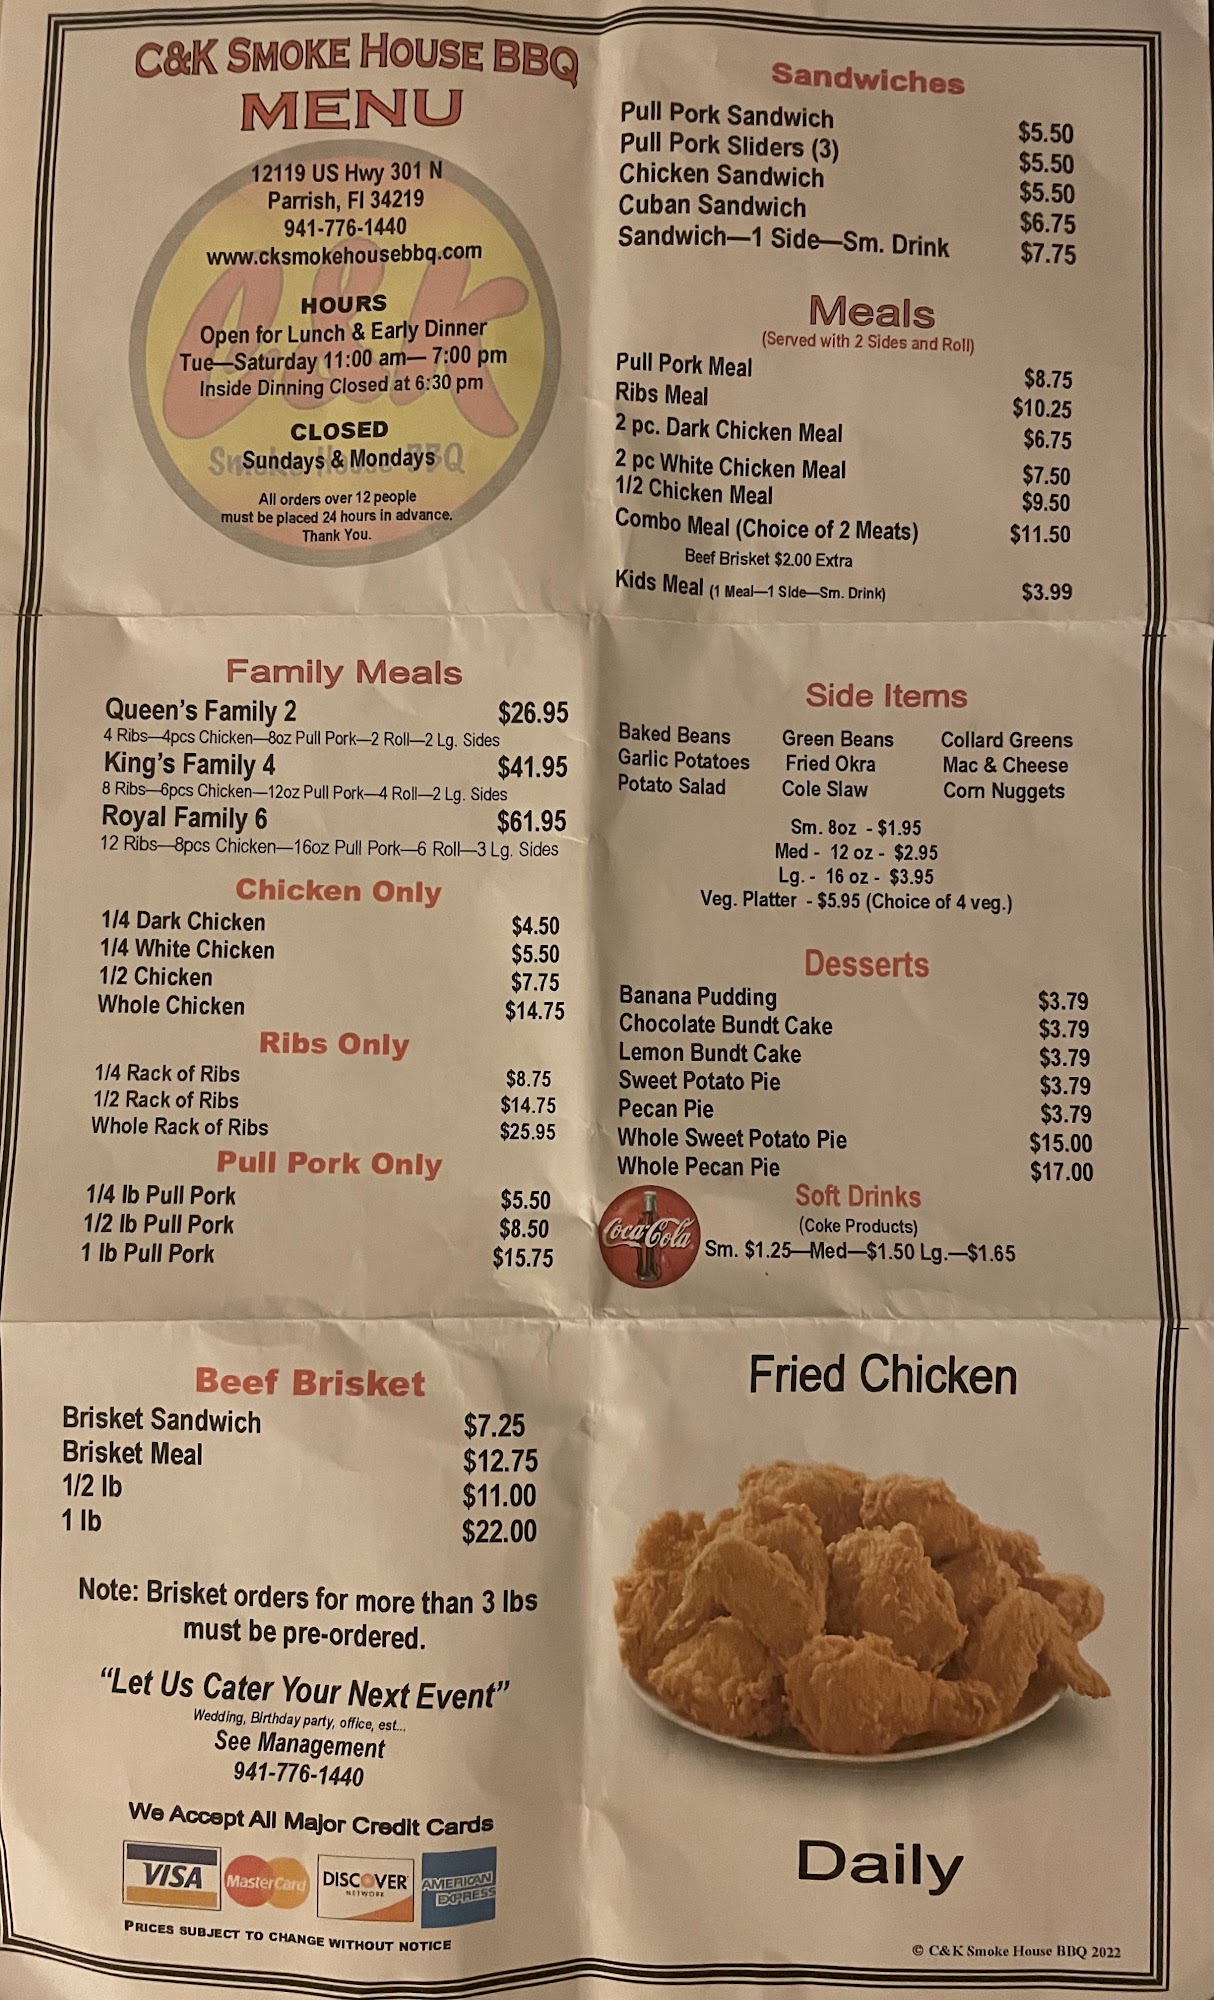 C&K SMOKE HOUSE BBQ
MENU
12119 US Hwy 301 N
Parrish, Fl 34219
941-776-1440
www.cksmokehousebbq.com
HOURS
Open for Lunch & Early Dinner
Tue—Saturday 11:00 am— 7:00 pm
Inside Dinning Closed at 6:30 pm
CLOSED
Sundays & Mondays
All orders over 12 people
must be placed 24 hours in advance.
Thank You.
C&K
Smoke House BBQ
Sandwiches
Pull Pork Sandwich $5.50
Pull Pork Sliders (3) $5.50
Chicken Sandwich $5.50
Cuban Sandwich $6.75
Sandwich—1 Side—Sm. Drink $7.75
Meals
(Served with 2 Sides and Roll)
Pull Pork Meal $8.75
Ribs Meal $10.25
2 pc. Dark Chicken Meal $6.75
2 pc White Chicken Meal $7.50
1/2 Chicken Meal $9.50
Combo Meal (Choice of 2 Meats) $11.50
Beef Brisket $2.00 Extra
Kids Meal (1 Meal—1 Side—Sm. Drink) $3.99
Family Meals
Queen's Family 2 $26.95
4 Ribs—4pcs Chicken—8oz Pull Pork—2 Roll—2 Lg. Sides
King's Family 4 $41.95
8 Ribs—6pcs Chicken—12oz Pull Pork—4 Roll—2 Lg. Sides
Royal Family 6 $61.95
12 Ribs—8pcs Chicken—16oz Pull Pork—6 Roll—3 Lg. Sides
Chicken Only
1/4 Dark Chicken $4.50
1/4 White Chicken $5.50
1/2 Chicken $7.75
Whole Chicken $14.75
Ribs Only
1/4 Rack of Ribs $8.75
1/2 Rack of Ribs $14.75
Whole Rack of Ribs $25.95
Pull Pork Only
1/4 lb Pull Pork $5.50
1/2 lb Pull Pork $8.50
1 lb Pull Pork $15.75
Side Items
Baked Beans Green Beans Collard Greens
Garlic Potatoes Fried Okra Mac & Cheese
Potato Salad Cole Slaw Corn Nuggets
Sm. 8oz - $1.95
Med - 12 oz - $2.95
Lg. - 16 oz - $3.95
Veg. Platter - $5.95 (Choice of 4 veg.)
Desserts
Banana Pudding $3.79
Chocolate Bundt Cake $3.79
Lemon Bundt Cake $3.79
Sweet Potato Pie $3.79
Pecan Pie $3.79
Whole Sweet Potato Pie $15.00
Whole Pecan Pie $17.00
Soft Drinks
(Coke Products)
Coca-Cola
Sm. $1.25—Med—$1.50 Lg.—$1.65
Beef Brisket
Brisket Sandwich $7.25
Brisket Meal $12.75
1/2 lb $11.00
1 lb $22.00
Note: Brisket orders for more than 3 lbs
must be pre-ordered.
"Let Us Cater Your Next Event"
Wedding, Birthday party, office, est...
See Management
941-776-1440
We Accept All Major Credit Cards
VISA MasterCard DISCOVER NETWORK AMERICAN EXPRESS
PRICES SUBJECT TO CHANGE WITHOUT NOTICE
Fried Chicken
Daily
© C&K Smoke House BBQ 2022